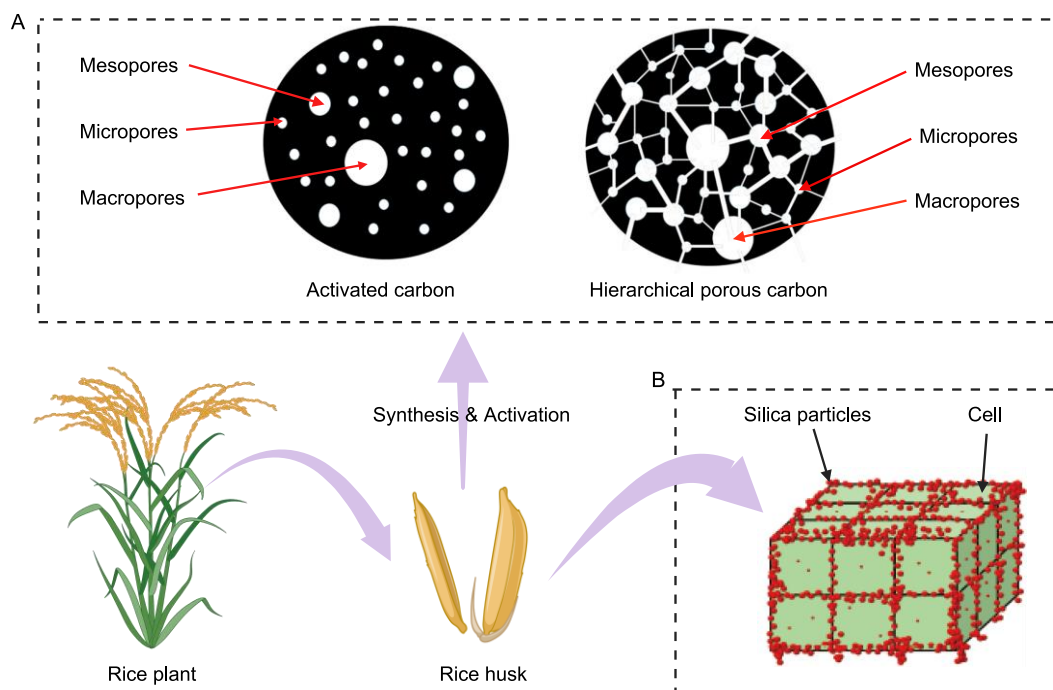 A
Mesopores
Micropores
Macropores
Mesopores
Micropores
Macropores
Activated carbon
Hierarchical porous carbon
Synthesis & Activation
B
Silica particles
Cell
Rice plant
Rice husk